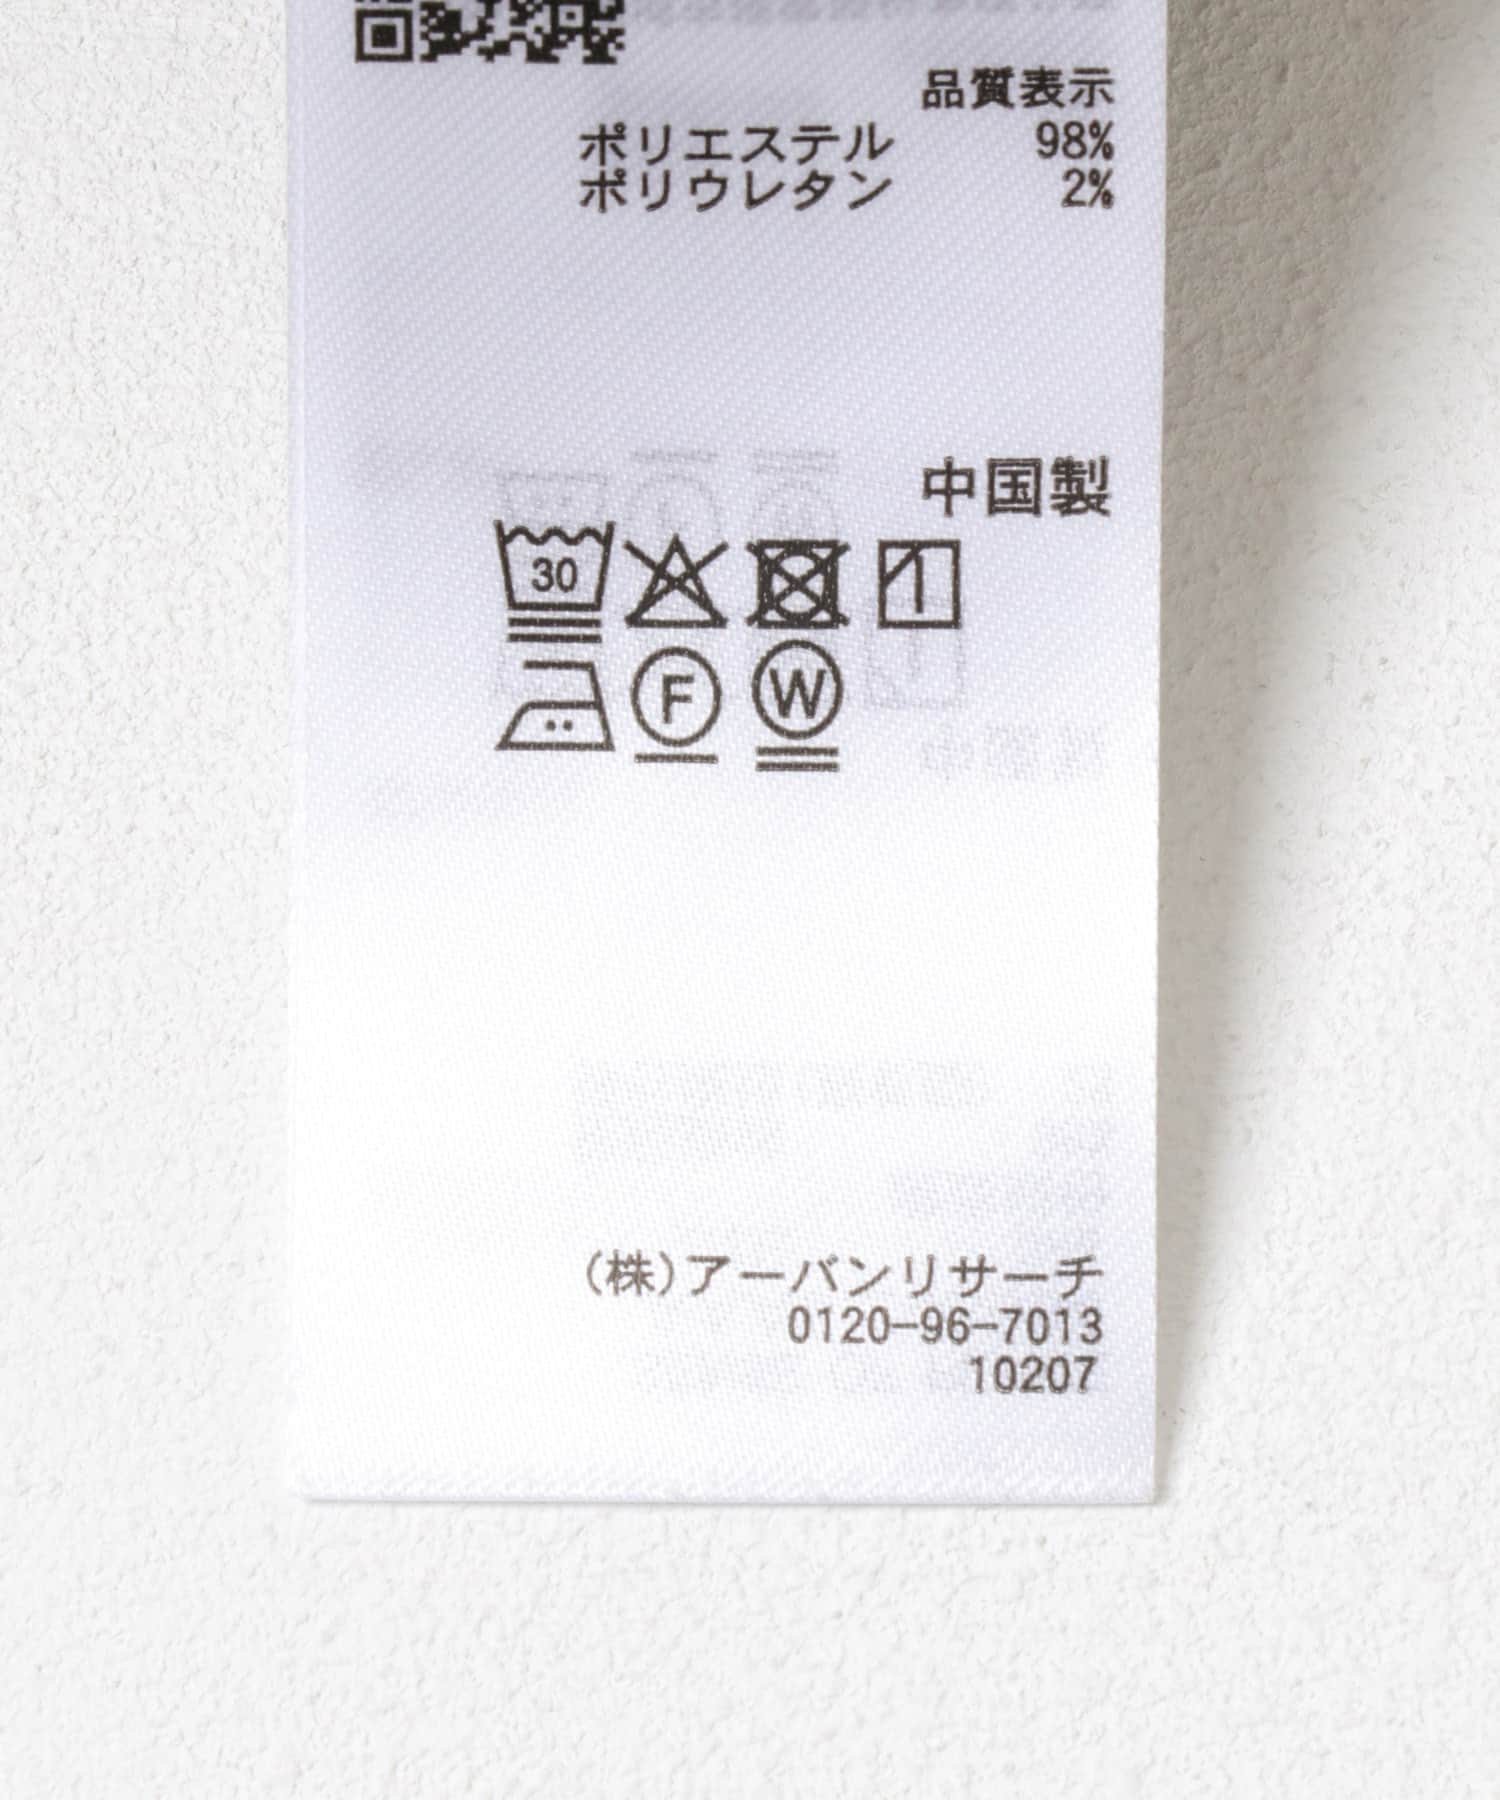 品質表示
ポリエステル 98%
ポリウレタン 2%
中国製
30
F W
(株)アーバンリサーチ
0120-96-7013
10207